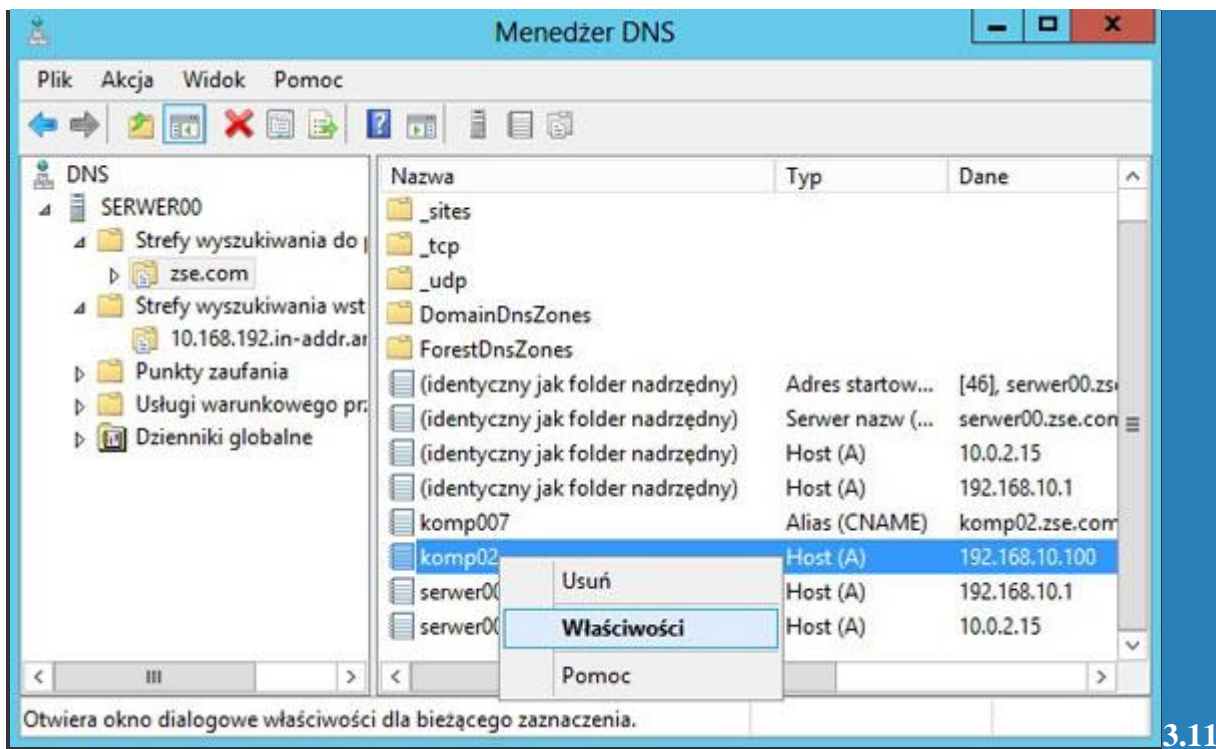 Menedżer DNS
Plik Akcja Widok Pomoc
DNS
SERWER00
Strefy wyszukiwania do
zse.com
Strefy wyszukiwania wst
10.168.192.in-addr.ar
Punkty zaufania
Usługi warunkowego prz
Dzienniki globalne
Nazwa Typ Dane
_sites
_tcp
_udp
DomainDnsZones
ForestDnsZones
(identyczny jak folder nadrzędny) Adres startow... [46], serwer00.zse
(identyczny jak folder nadrzędny) Serwer nazw (... serwer00.zse.com
(identyczny jak folder nadrzędny) Host (A) 10.0.2.15
(identyczny jak folder nadrzędny) Host (A) 192.168.10.1
komp007 Alias (CNAME) komp02.zse.com
komp02 Host (A) 192.168.10.100
serwer00 Host (A) 192.168.10.1
serwer00 Host (A) 10.0.2.15
Usuń
Właściwości
Pomoc
Otwiera okno dialogowe właściwości dla bieżącego zaznaczenia.
3.11